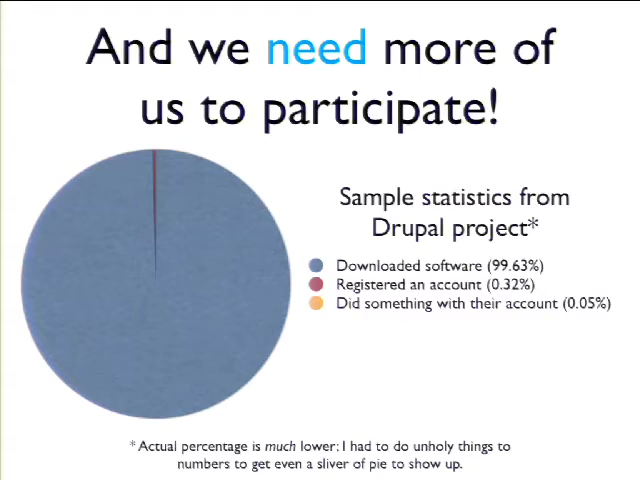 And we need more of
us to participate!
Sample statistics from
Drupal project*
Downloaded software (99.63%)
Registered an account (0.32%)
Did something with their account (0.05%)
* Actual percentage is much lower; I had to do unholy things to
numbers to get even a sliver of pie to show up.